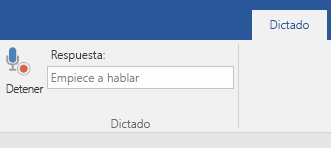 Dictado
Respuesta:
Empiece a hablar
Detener
Dictado